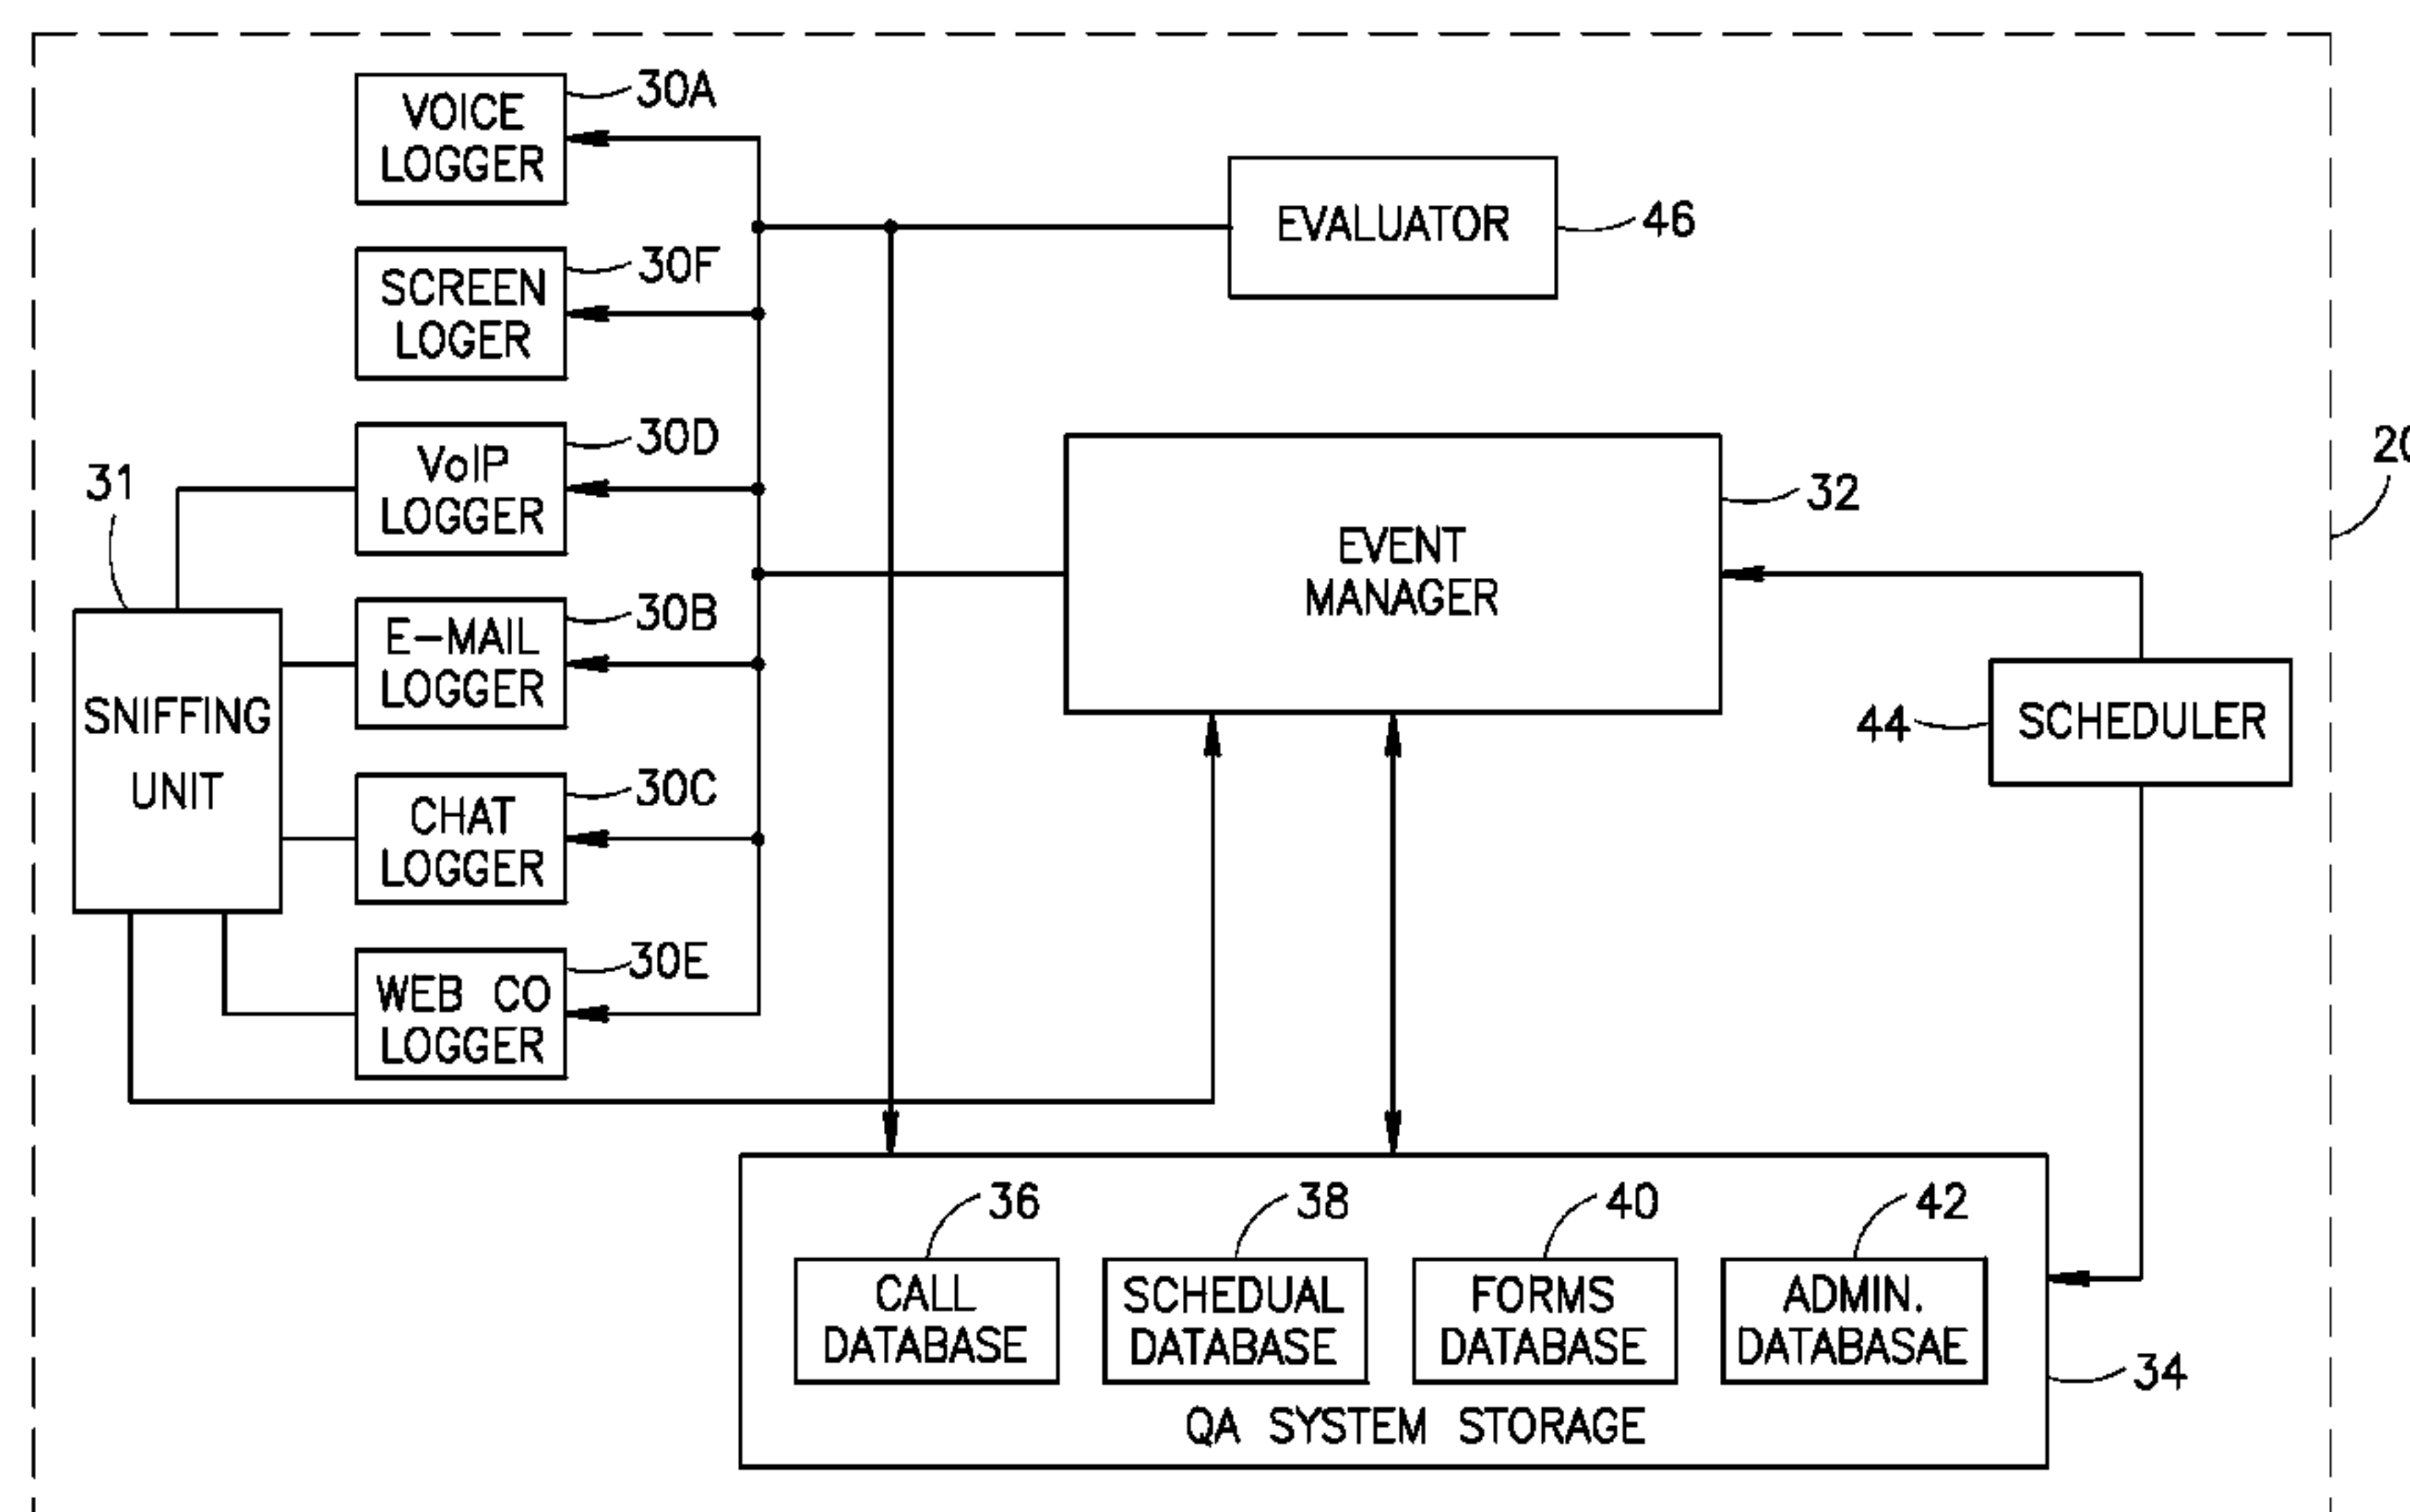 VOICE
LOGGER
30A
SCREEN
LOGER
30F
EVALUATOR
46
VoIP
LOGGER
30D
31
EVENT
MANAGER
32
20
E-MAIL
LOGGER
30B
SNIFFING
UNIT
SCHEDULER
44
CHAT
LOGGER
30C
WEB CO
LOGGER
30E
36
38
40
42
CALL
DATABASE
SCHEDUAL
DATABASE
FORMS
DATABASE
ADMIN.
DATABASAE
34
QA SYSTEM STORAGE